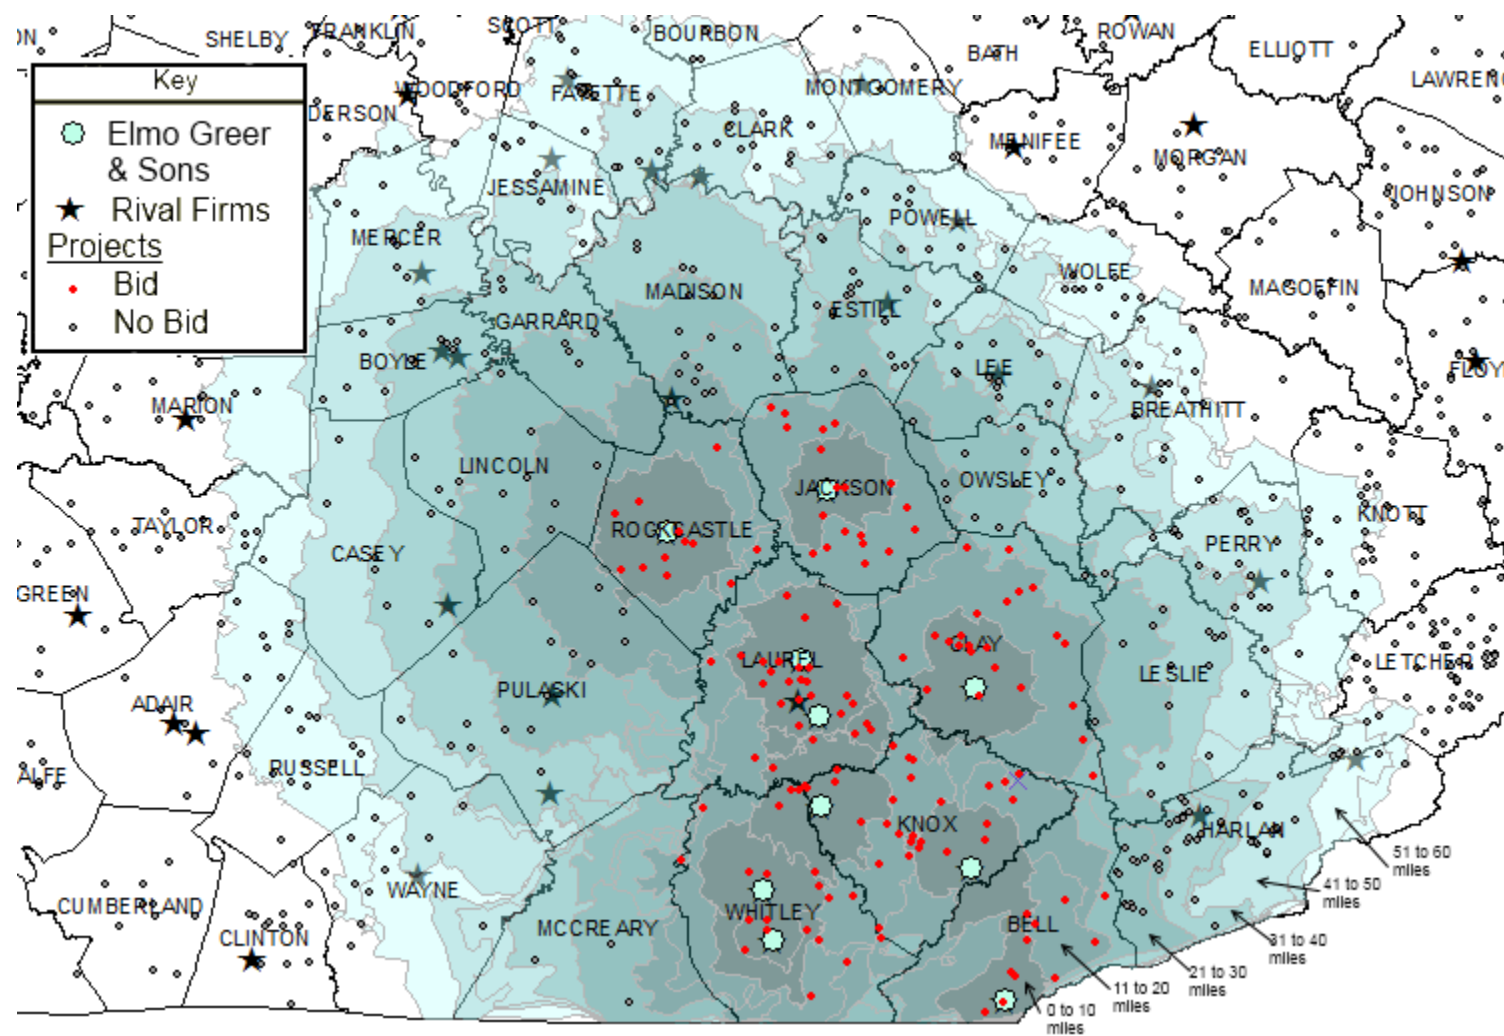 SHELBY
FRANKLIN
SCOTT
BOURBON
BATH
ROWAN
ELLIOTT
LAWRENC
ON
Key
Elmo Greer
& Sons
Rival Firms
Projects
Bid
No Bid
WOODFORD
FAYETTE
MONTGOMERY
DERSON
CLARK
MENIFEE
MORGAN
JESSAMINE
JOHNSON
POWELL
MERCER
WOLFE
MADISON
MAGOFFIN
ESTILL
GARRARD
BOYLE
LEE
FLOY
MARION
BREATHITT
LINCOLN
OWSLEY
JACKSON
TAYLOR
ROCKCASTLE
KNOTT
CASEY
PERRY
GREEN
CLAY
LAUREL
LETCHER
LESLIE
PULASKI
ADAIR
RUSSELL
ALFE
KNOX
HARLAN
51 to 60
miles
41 to 50
miles
WAYNE
CUMBERLAND
WHITLEY
BELL
MCCREARY
CLINTON
31 to 40
miles
21 to 30
miles
11 to 20
miles
0 to 10
miles